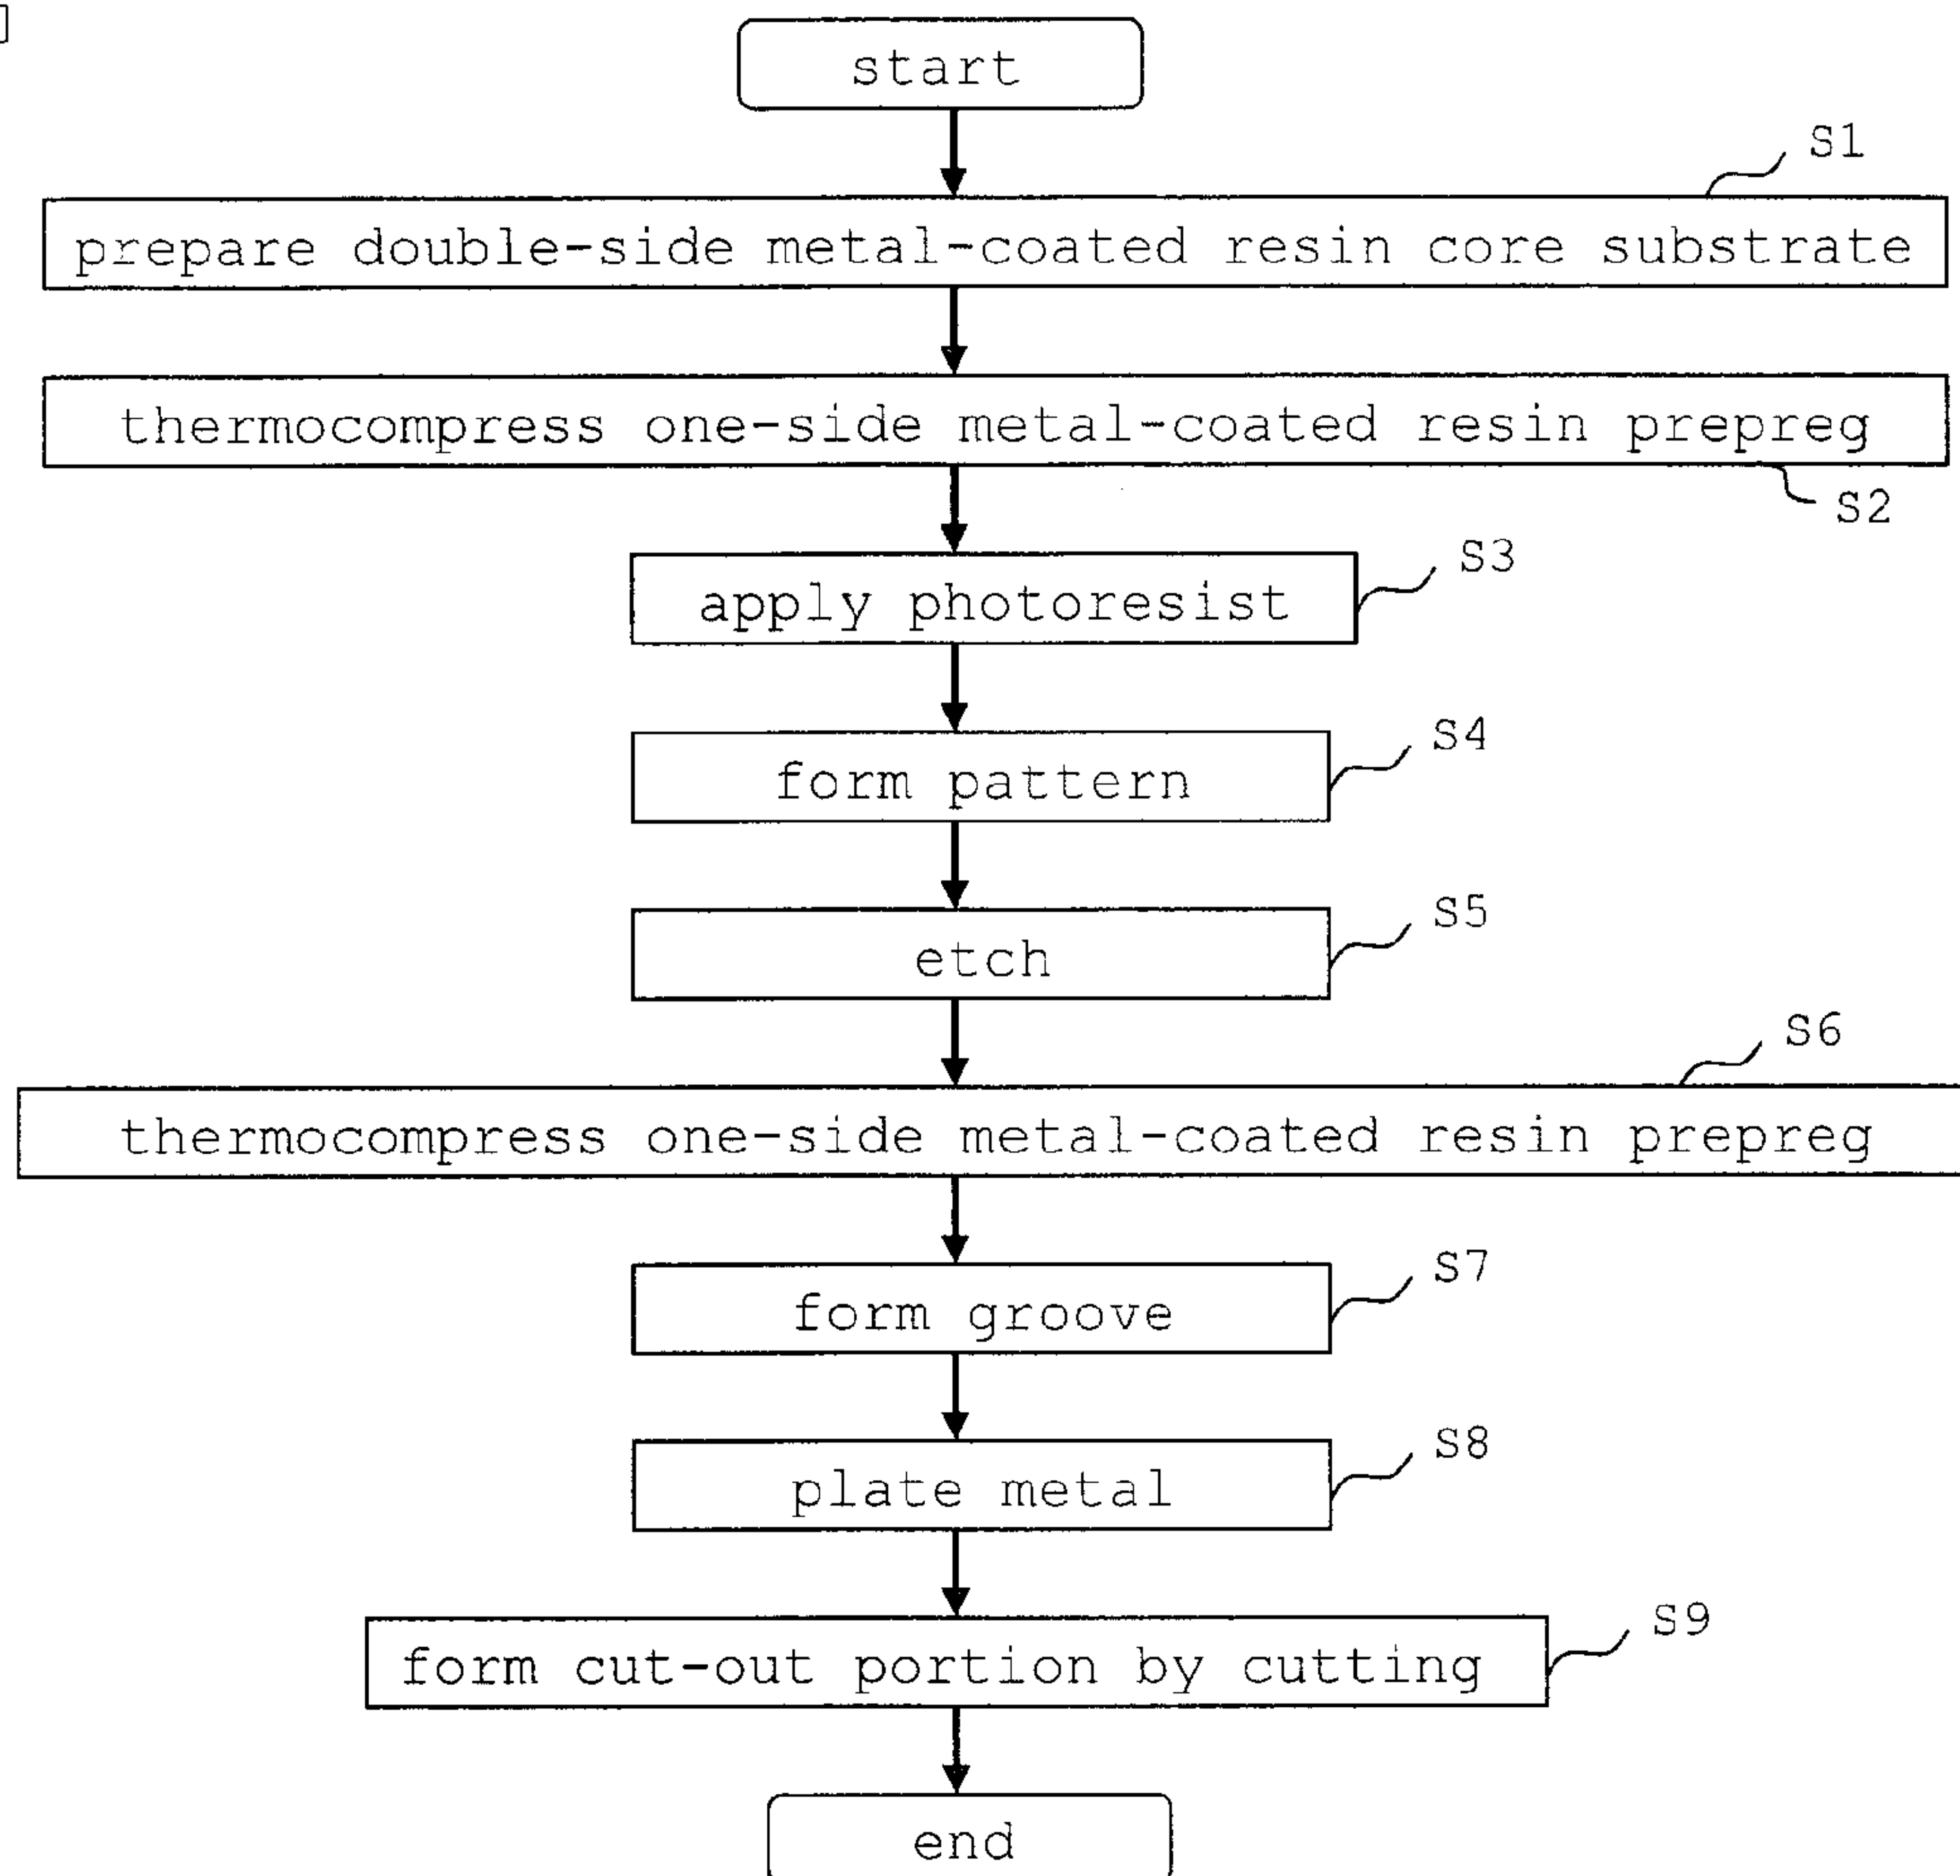 start
S1
prepare double-side metal-coated resin core substrate
thermocompress one-side metal-coated resin prepreg
S2
S3
apply photoresist
S4
form pattern
S5
etch
S6
thermocompress one-side metal-coated resin prepreg
S7
form groove
S8
plate metal
S9
form cut-out portion by cutting
end